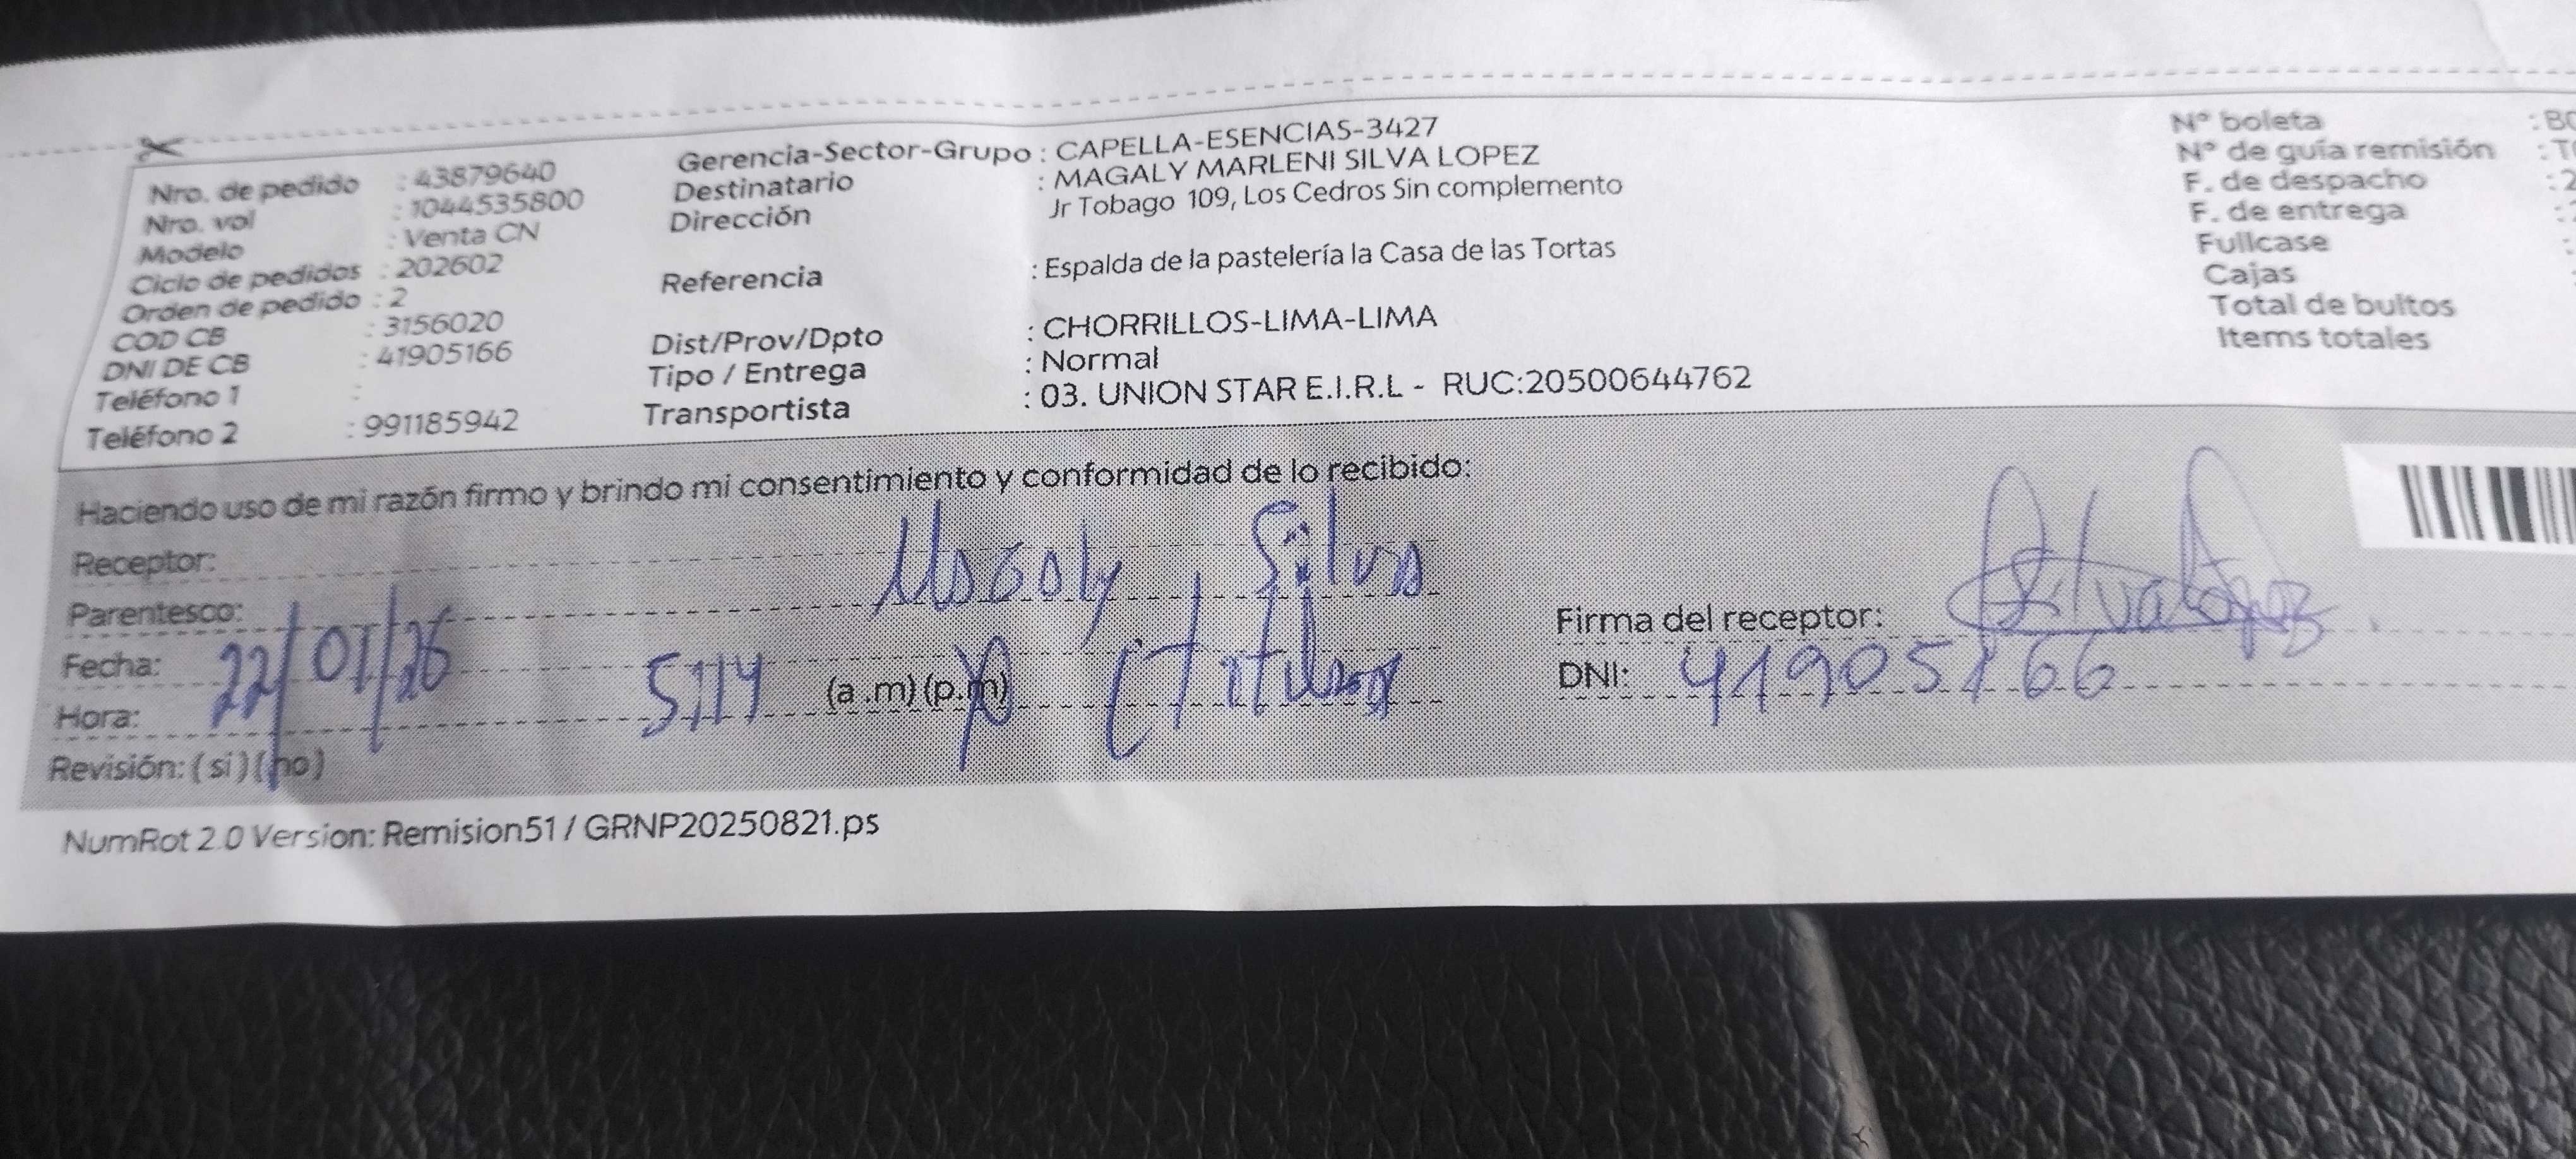 Nro. de pedido : 43879640
Nro. vol : 1044535800
Modelo : Venta CN
Ciclo de pedidos : 202602
Orden de pedido : 2
COD CB : 3156020
DNI DE CB : 41905166
Teléfono 1 :
Teléfono 2 : 991185942
Gerencia-Sector-Grupo : CAPELLA-ESENCIAS-3427
Destinatario : MAGALY MARLENI SILVA LOPEZ
Dirección Jr Tobago 109, Los Cedros Sin complemento
Referencia : Espalda de la pastelería la Casa de las Tortas
Dist/Prov/Dpto : CHORRILLOS-LIMA-LIMA
Tipo / Entrega : Normal
Transportista : 03. UNION STAR E.I.R.L - RUC:20500644762
N° boleta
N° de guía remisión
F. de despacho
F. de entrega
Fullcase
Cajas
Total de bultos
Items totales
Haciendo uso de mi razón firmo y brindo mi consentimiento y conformidad de lo recibido:
Receptor: Magaly Silva
Parentesco: titular
Fecha: 22/01/26
Hora: 5:14 (a.m)(p.m)
Revisión: (si)(no)
Firma del receptor: Silva Lopez
DNI: 41905166
NumRot 2.0 Version: Remision51 / GRNP20250821.ps